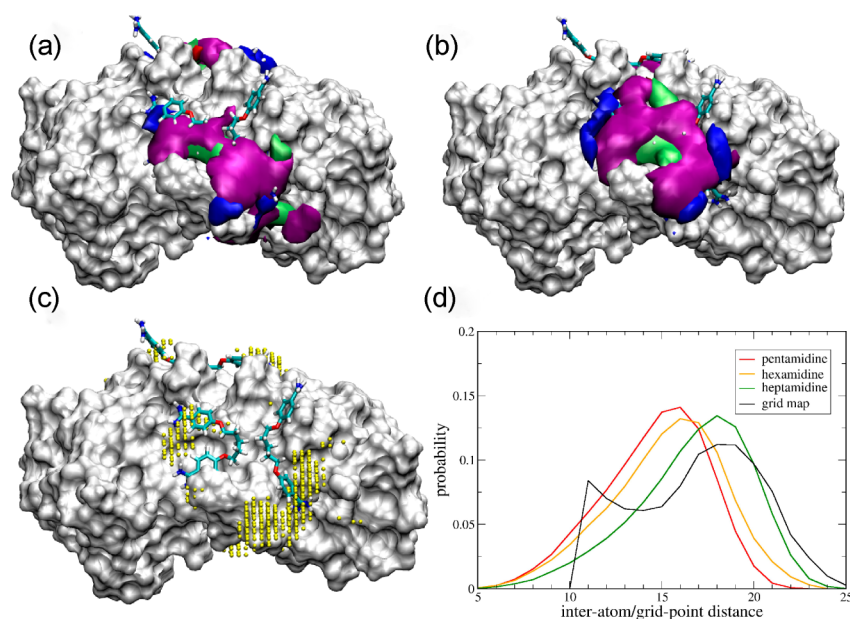 (a)
(b)
(c)
(d)
0.2
0.15
0.1
0.05
0
probability
pentamidine
hexamidine
heptamidine
grid map
5 10 15 20 25
inter-atom/grid-point distance